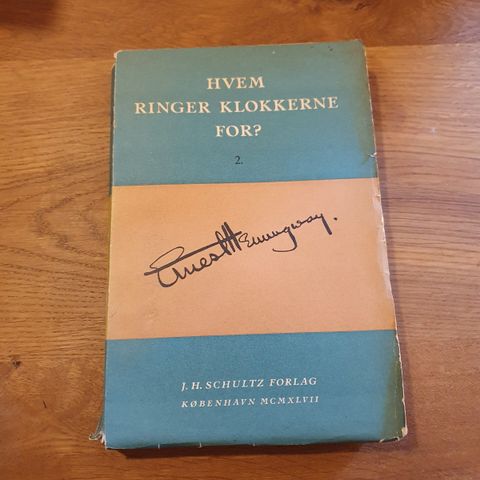 HVEM
RINGER KLOKKERNE
FOR?
2.
Ernest Hemingway.
J. H. SCHULTZ FORLAG
KØBENHAVN MCMXLVII